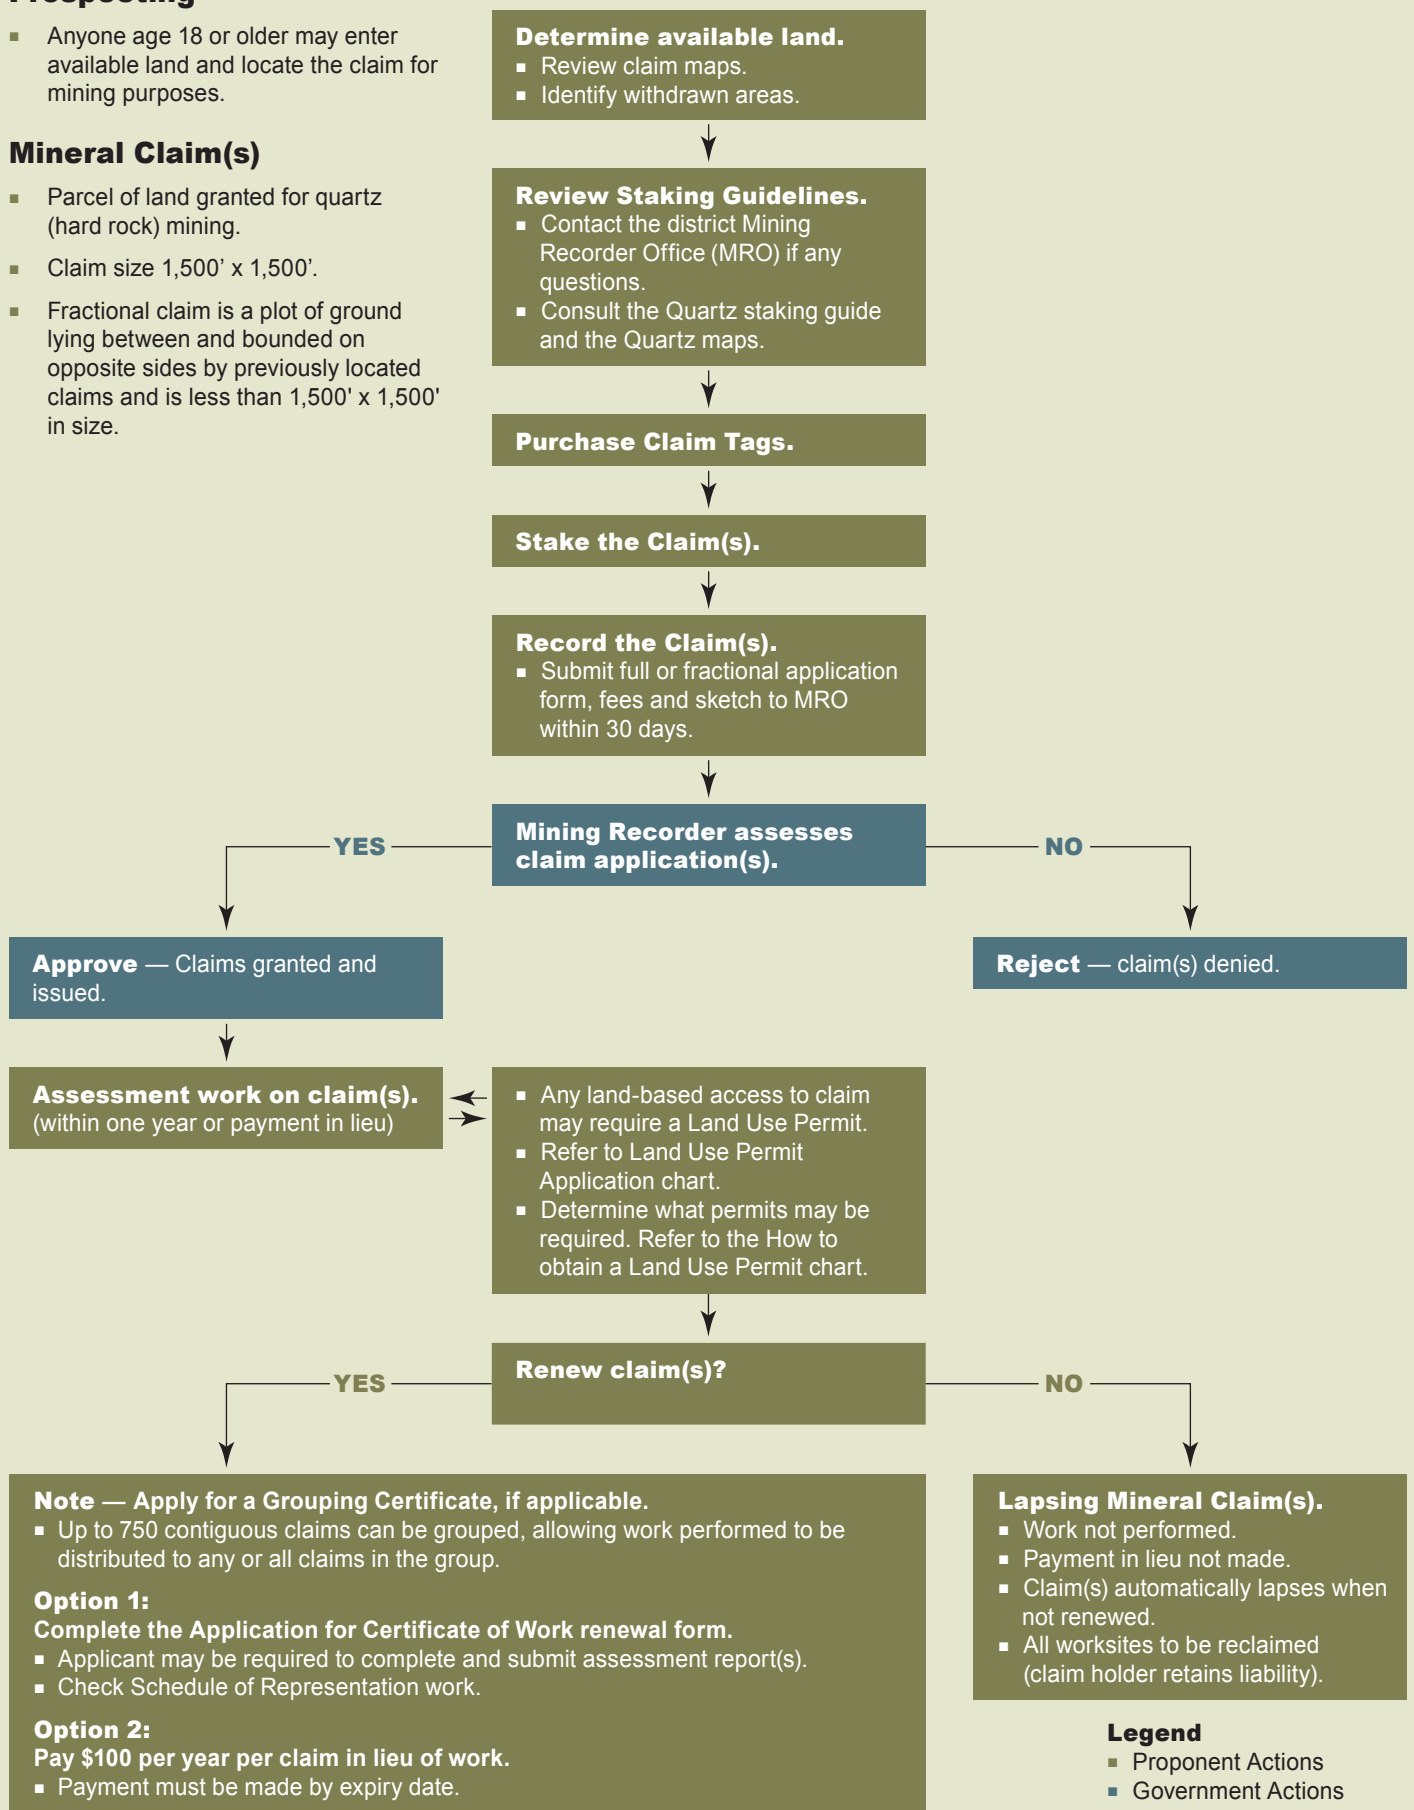 Prospecting
▪ Anyone age 18 or older may enter
available land and locate the claim for
mining purposes.
Mineral Claim(s)
▪ Parcel of land granted for quartz
(hard rock) mining.
▪ Claim size 1,500’ x 1,500’.
▪ Fractional claim is a plot of ground
lying between and bounded on
opposite sides by previously located
claims and is less than 1,500' x 1,500'
in size.
Determine available land.
▪ Review claim maps.
▪ Identify withdrawn areas.
Review Staking Guidelines.
▪ Contact the district Mining
Recorder Office (MRO) if any
questions.
▪ Consult the Quartz staking guide
and the Quartz maps.
Purchase Claim Tags.
Stake the Claim(s).
Record the Claim(s).
▪ Submit full or fractional application
form, fees and sketch to MRO
within 30 days.
Mining Recorder assesses
claim application(s).
YES
NO
Approve — Claims granted and
issued.
Reject — claim(s) denied.
Assessment work on claim(s).
(within one year or payment in lieu)
▪ Any land-based access to claim
may require a Land Use Permit.
▪ Refer to Land Use Permit
Application chart.
▪ Determine what permits may be
required. Refer to the How to
obtain a Land Use Permit chart.
Renew claim(s)?
YES
NO
Note — Apply for a Grouping Certificate, if applicable.
▪ Up to 750 contiguous claims can be grouped, allowing work performed to be
distributed to any or all claims in the group.
Option 1:
Complete the Application for Certificate of Work renewal form.
▪ Applicant may be required to complete and submit assessment report(s).
▪ Check Schedule of Representation work.
Option 2:
Pay $100 per year per claim in lieu of work.
▪ Payment must be made by expiry date.
Lapsing Mineral Claim(s).
▪ Work not performed.
▪ Payment in lieu not made.
▪ Claim(s) automatically lapses when
not renewed.
▪ All worksites to be reclaimed
(claim holder retains liability).
Legend
▪ Proponent Actions
▪ Government Actions